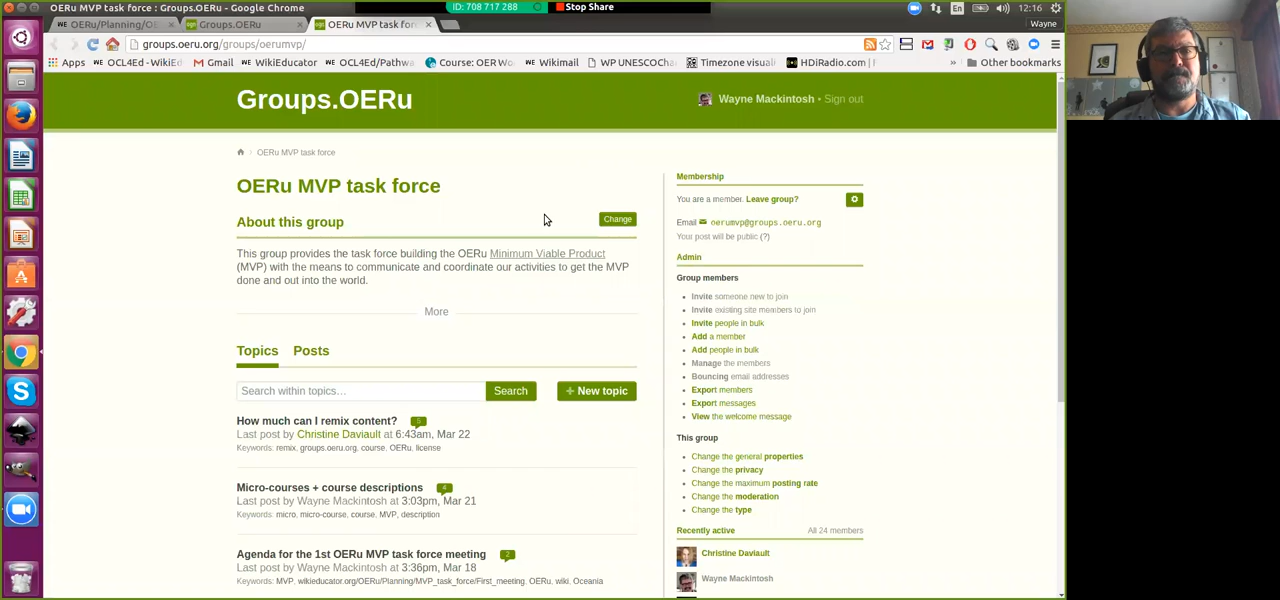 OERu MVP task force : Groups.OERu - Google Chrome
ID: 708 717 288
Stop Share
En
12:16
OERu/Planning/OE
Groups.OERu
OERu MVP task for
Wayne
groups.oeru.org/groups/oerumvp/
Apps
WE OCL4Ed - WikiEd
Gmail
WE WikiEducator
WE OCL4Ed/Pathwa
Course: OER Wo
WE Wikimail
WP UNESCOCha
Timezone visuali
HDiRadio.com | F
»
Other bookmarks
Groups.OERu
Wayne Mackintosh • Sign out
OERu MVP task force
OERu MVP task force
About this group
Change
This group provides the task force building the OERu Minimum Viable Product
(MVP) with the means to communicate and coordinate our activities to get the MVP
done and out into the world.
More
Topics Posts
Search within topics…
Search
+ New topic
How much can I remix content?
Last post by Christine Daviault at 6:43am, Mar 22
Keywords: remix, groups.oeru.org, course, OERu, license
Micro-courses + course descriptions 4
Last post by Wayne Mackintosh at 3:03pm, Mar 21
Keywords: micro, micro-course, course, MVP, description
Agenda for the 1st OERu MVP task force meeting 2
Last post by Wayne Mackintosh at 3:36pm, Mar 18
Keywords: MVP, wikieducator.org/OERu/Planning/MVP_task_force/First_meeting, OERu, wiki, Oceania
Membership
You are a member. Leave group?
Email oerumvp@groups.oeru.org
Your post will be public (?)
Admin
Group members
Invite someone new to join
Invite existing site members to join
Invite people in bulk
Add a member
Add people in bulk
Manage the members
Bouncing email addresses
Export members
Export messages
View the welcome message
This group
Change the general properties
Change the privacy
Change the maximum posting rate
Change the moderation
Change the type
Recently active
All 24 members
Christine Daviault
Wayne Mackintosh